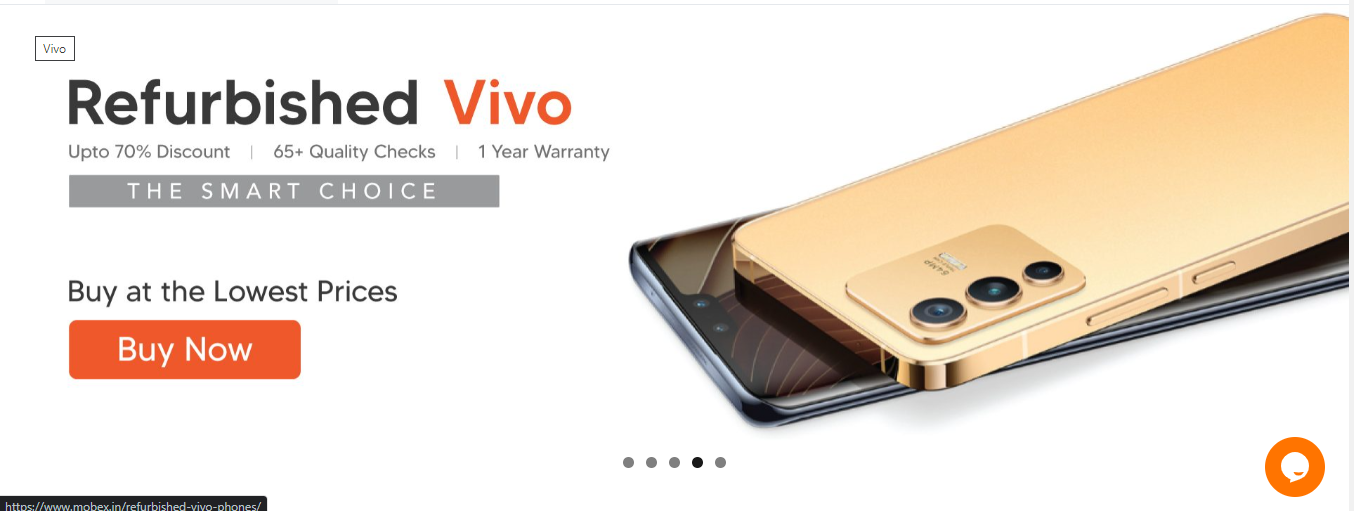 Vivo
Refurbished Vivo
Upto 70% Discount | 65+ Quality Checks | 1 Year Warranty
THE SMART CHOICE
64MP
Buy at the Lowest Prices
Buy Now
https://www.mobex.in/refurbished-vivo-phones/